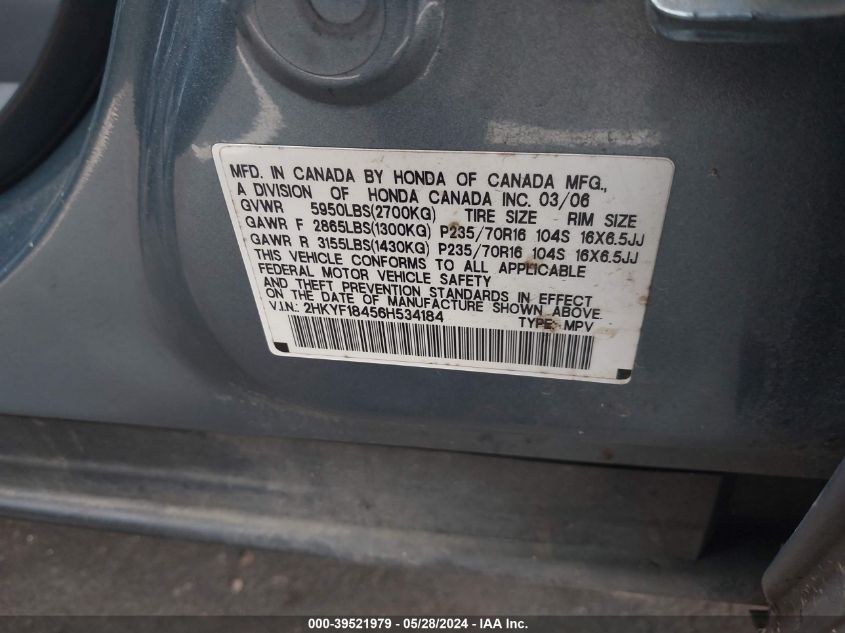 MFD. IN CANADA BY HONDA OF CANADA MFG.,
A DIVISION OF HONDA CANADA INC. 03/06
GVWR 5950LBS(2700KG) TIRE SIZE RIM SIZE
GAWR F 2865LBS(1300KG) P235/70R16 104S 16X6.5JJ
GAWR R 3155LBS(1430KG) P235/70R16 104S 16X6.5JJ
THIS VEHICLE CONFORMS TO ALL APPLICABLE
FEDERAL MOTOR VEHICLE SAFETY
AND THEFT PREVENTION STANDARDS IN EFFECT
ON THE DATE OF MANUFACTURE SHOWN ABOVE.
V.I.N.: 2HKYF18456H534184 TYPE: MPV
000-39521979 - 05/28/2024 - IAA Inc.